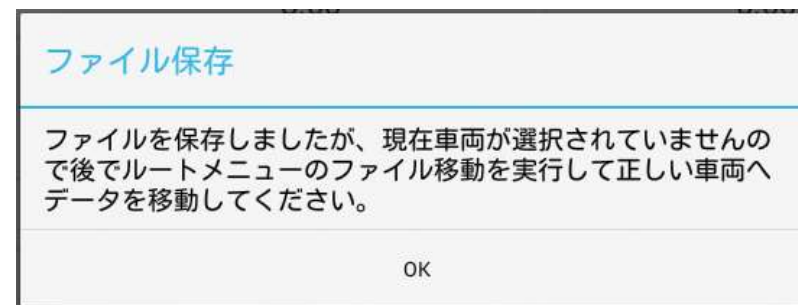 ファイル保存
ファイルを保存しましたが、現在車両が選択されていませんの
で後でルートメニューのファイル移動を実行して正しい車両へ
データを移動してください。
OK